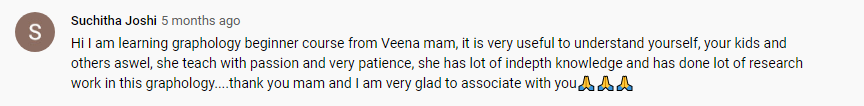 S
Suchitha Joshi 5 months ago
Hi I am learning graphology beginner course from Veena mam, it is very useful to understand yourself, your kids and
others aswel, she teach with passion and very patience, she has lot of indepth knowledge and has done lot of research
work in this graphology....thank you mam and I am very glad to associate with you🙏🙏🙏